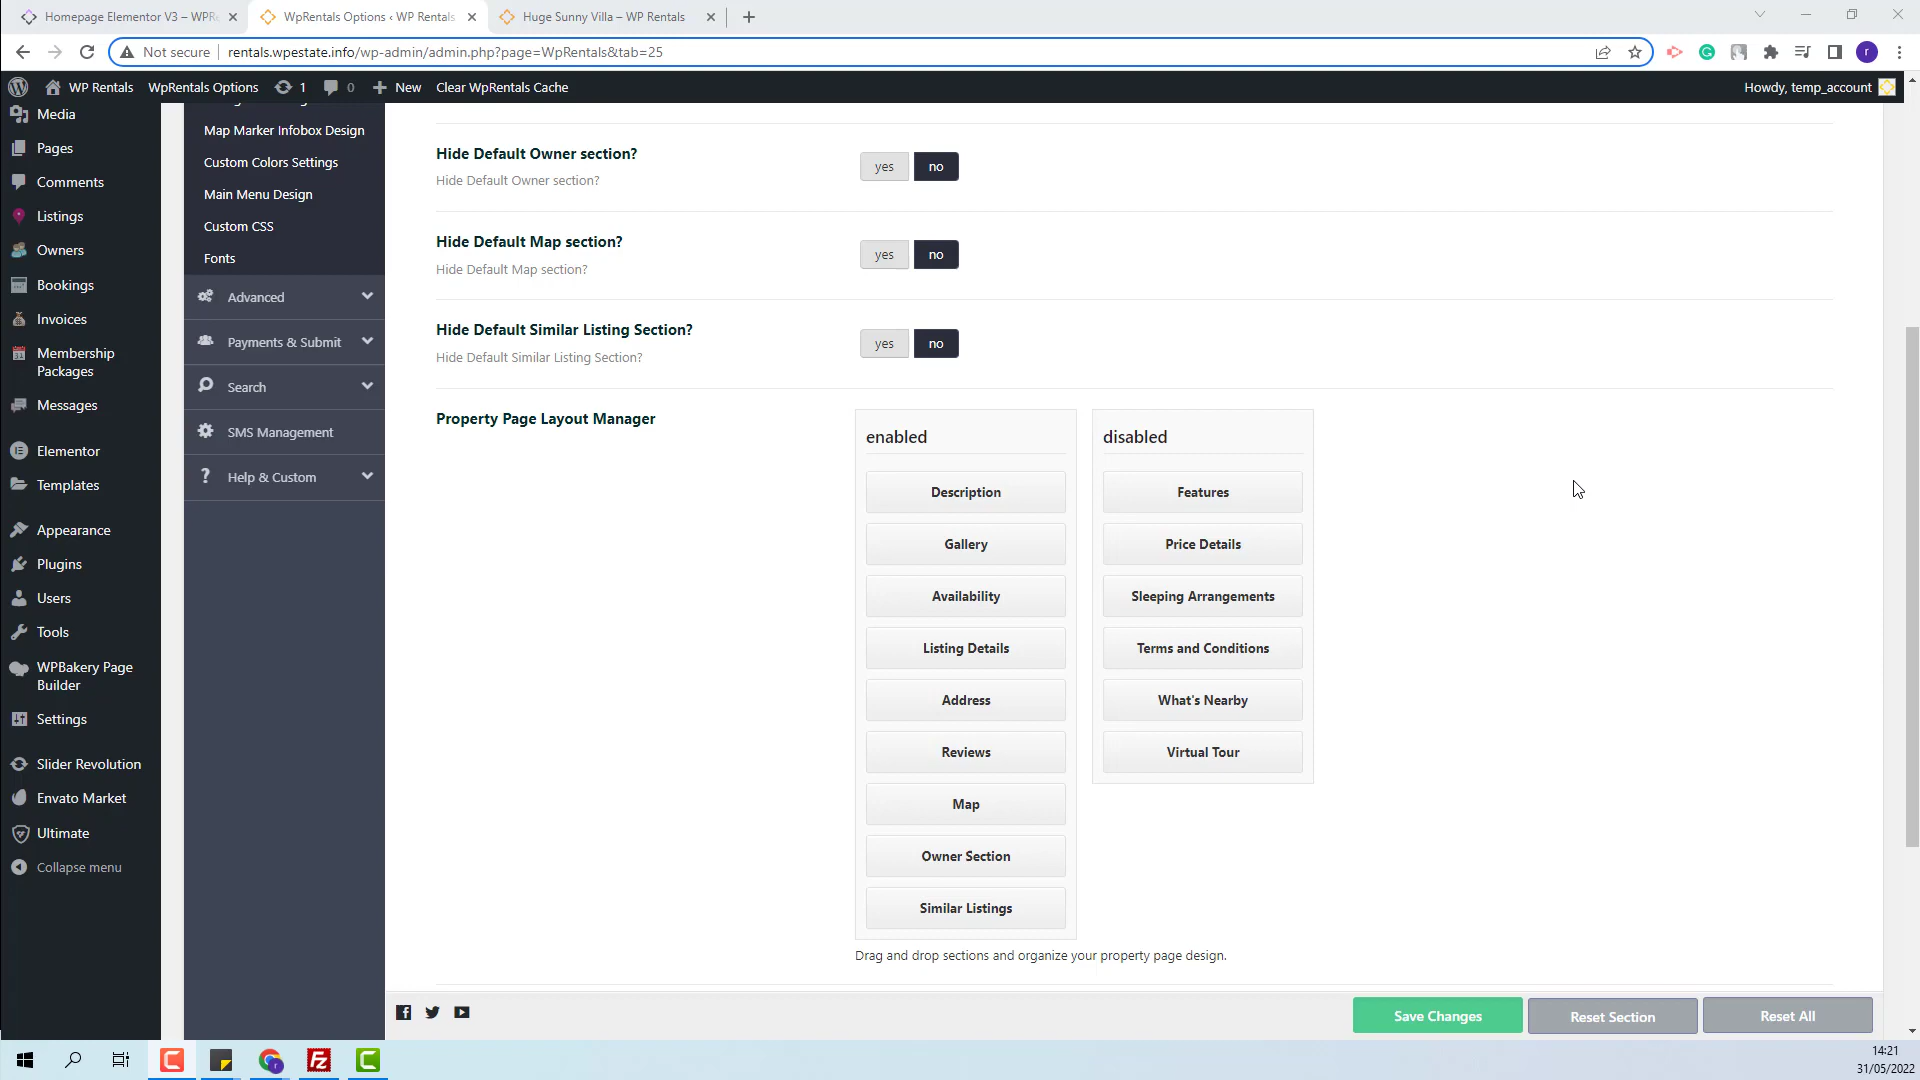 Homepage Elementor V3 – WPRe
WpRentals Options ‹ WP Rentals
Huge Sunny Villa – WP Rentals
Not secure
rentals.wpestate.info/wp-admin/admin.php?page=WpRentals&tab=25
r
WP Rentals
WpRentals Options
1
0
New
Clear WpRentals Cache
Howdy, temp_account
Media
Pages
Comments
Listings
Owners
Bookings
Invoices
Membership
Packages
Messages
Elementor
Templates
Appearance
Plugins
Users
Tools
WPBakery Page
Builder
Settings
Slider Revolution
Envato Market
Ultimate
Collapse menu
Map Marker Infobox Design
Custom Colors Settings
Main Menu Design
Custom CSS
Fonts
Advanced
Payments & Submit
Search
SMS Management
Help & Custom
Hide Default Owner section?
Hide Default Owner section?
yes
no
Hide Default Map section?
Hide Default Map section?
yes
no
Hide Default Similar Listing Section?
Hide Default Similar Listing Section?
yes
no
Property Page Layout Manager
enabled
Description
Gallery
Availability
Listing Details
Address
Reviews
Map
Owner Section
Similar Listings
disabled
Features
Price Details
Sleeping Arrangements
Terms and Conditions
What's Nearby
Virtual Tour
Drag and drop sections and organize your property page design.
Save Changes
Reset Section
Reset All
14:21
31/05/2022